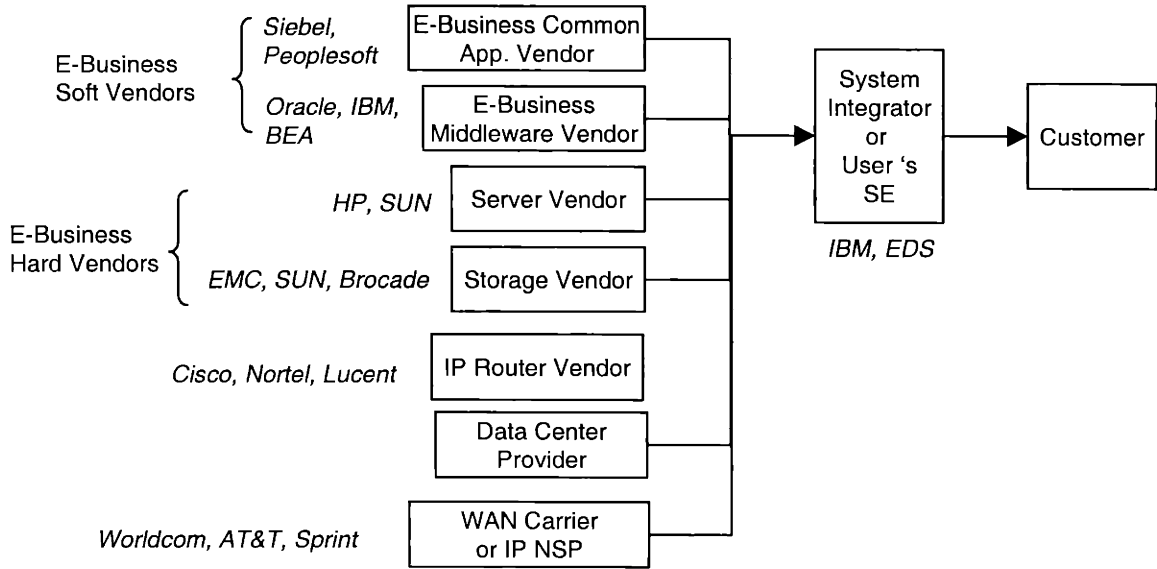 E-Business
Soft Vendors
Siebel,
Peoplesoft
E-Business Common
App. Vendor
Oracle, IBM,
BEA
E-Business
Middleware Vendor
E-Business
Hard Vendors
HP, SUN
Server Vendor
EMC, SUN, Brocade
Storage Vendor
Cisco, Nortel, Lucent
IP Router Vendor
Data Center
Provider
Worldcom, AT&T, Sprint
WAN Carrier
or IP NSP
System
Integrator
or
User ‘s
SE
IBM, EDS
Customer